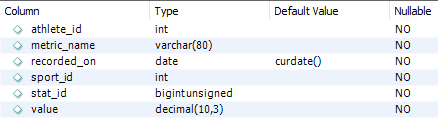 Column Type Default Value Nullable
athlete_id int NO
metric_name varchar(80) NO
recorded_on date curdate() NO
sport_id int NO
stat_id bigintunsigned NO
value decimal(10,3) NO